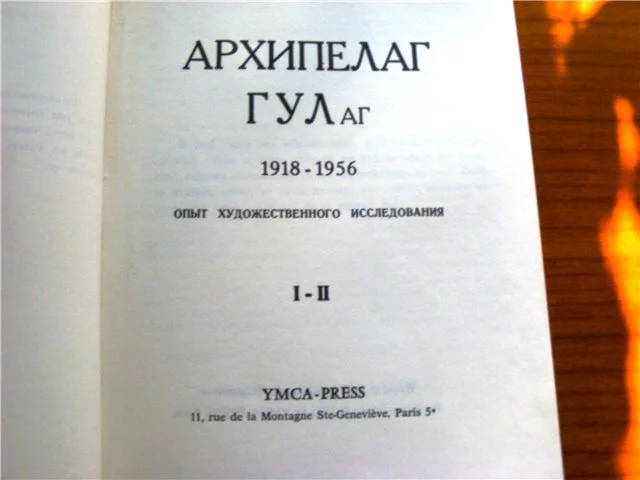 АРХИПЕЛАГ
ГУЛаг
1918 - 1956
ОПЫТ ХУДОЖЕСТВЕННОГО ИССЛЕДОВАНИЯ
I - II
YMCA-PRESS
11, rue de la Montagne Ste-Geneviève, Paris 5e